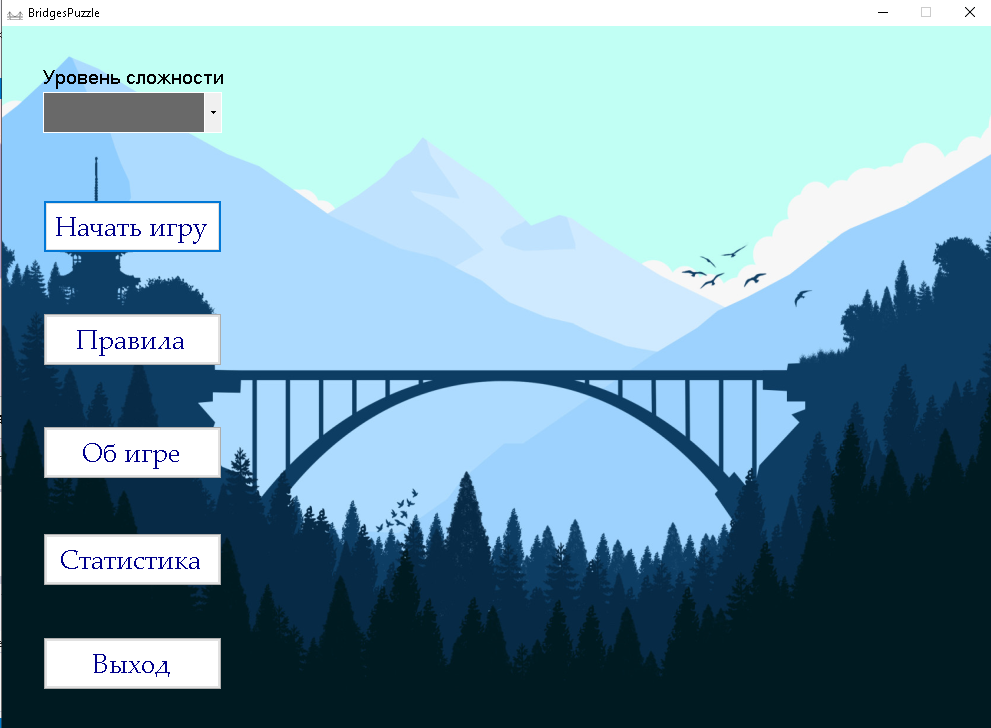 BridgesPuzzle
Уровень сложности
Начать игру
Правила
Об игре
Статистика
Выход